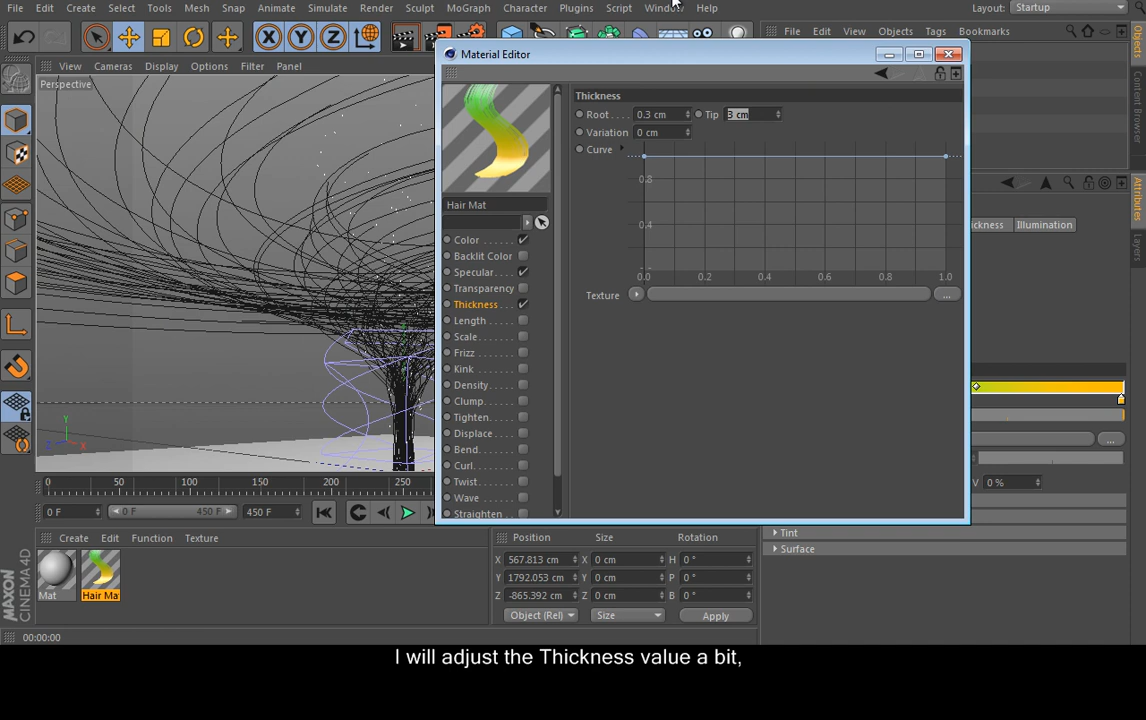 File Edit Create Select Tools Mesh Snap Animate Simulate Render Sculpt MoGraph Character Plugins Script Window Help Layout: Startup
X Y Z
Material Editor
File Edit View Objects Tags Bookmarks
View Cameras Display Options Filter Panel
Perspective
Thickness
Root . . . . 0.3 cm Tip 3 cm
Variation 0 cm
Curve
0.8
0.4
0.0 0.2 0.4 0.6 0.8 1.0
Texture ...
Hair Mat
Color
Backlit Color
Specular
Transparency
Thickness
Length
Scale
Frizz
Kink
Density
Clump
Tighten
Displace
Bend
Curl
Twist
Wave
Straighten
Objects
Content Browser
Attributes
Layers
ickness Illumination
...
V 0 %
Tint
Surface
Y
Z X
0 50 100 150 200 250
0 F 0 F 450 F 450 F
Create Edit Function Texture
Mat Hair Ma
Position Size Rotation
X 567.813 cm X 0 cm H 0 °
Y 1792.053 cm Y 0 cm P 0 °
Z -865.392 cm Z 0 cm B 0 °
Object (Rel) Size Apply
MAXON
CINEMA 4D
00:00:00
I will adjust the Thickness value a bit,